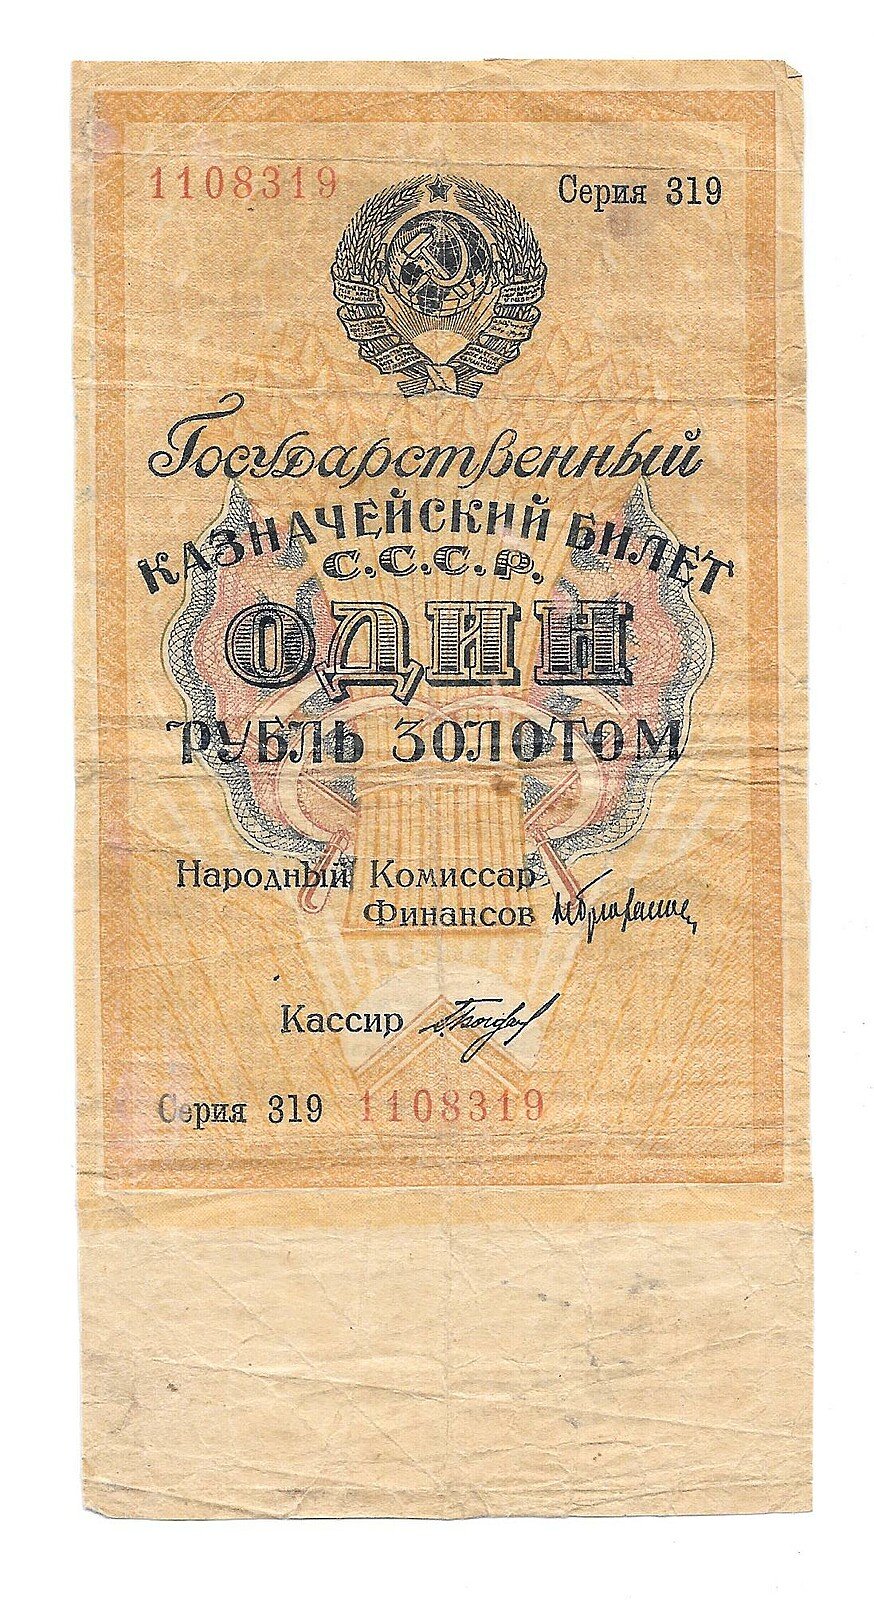 1108319 Серия 319
Государственный
КАЗНАЧЕЙСКИЙ БИЛЕТ
С.С.С.Р.
ОДИН
РУБЛЬ ЗОЛОТОМ
Народный Комиссар
Финансов
Кассир
Серия 319 1108319